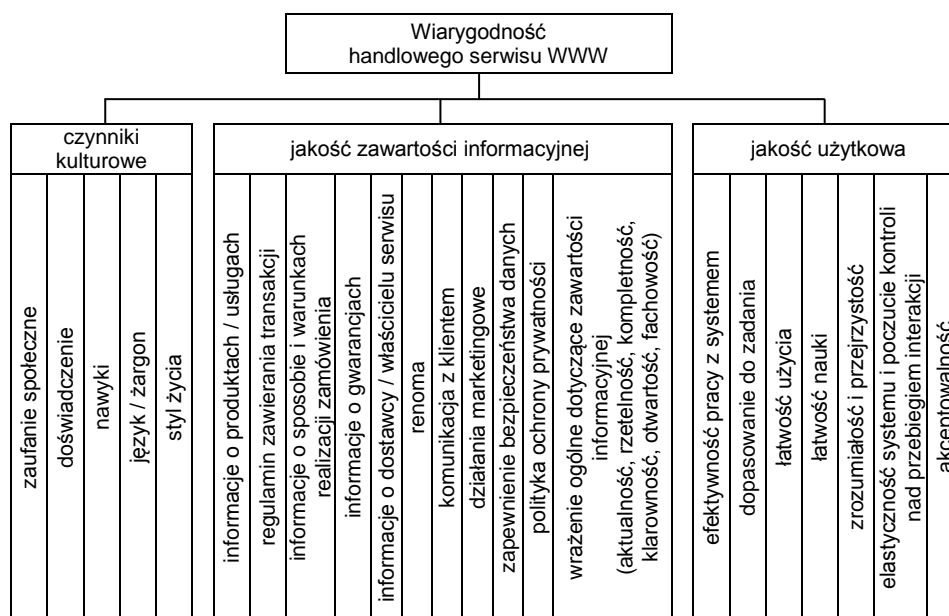 Wiarygodność
handlowego serwisu WWW
czynniki
kulturowe
jakość zawartości informacyjnej
jakość użytkowa
zaufanie społeczne
doświadczenie
nawyki
język / żargon
styl życia
informacje o produktach / usługach
regulamin zawierania transakcji
informacje o sposobie i warunkach
realizacji zamówienia
informacje o gwarancjach
informacje o dostawcy / właścicielu serwisu
renoma
komunikacja z klientem
działania marketingowe
zapewnienie bezpieczeństwa danych
polityka ochrony prywatności
wrażenie ogólne dotyczące zawartości
informacyjnej
(aktualność, rzetelność, kompletność,
klarowność, otwartość, fachowość)
efektywność pracy z systemem
dopasowanie do zadania
łatwość użycia
łatwość nauki
zrozumiałość i przejrzystość
elastyczność systemu i poczucie kontroli
nad przebiegiem interakcji
akceptowalność